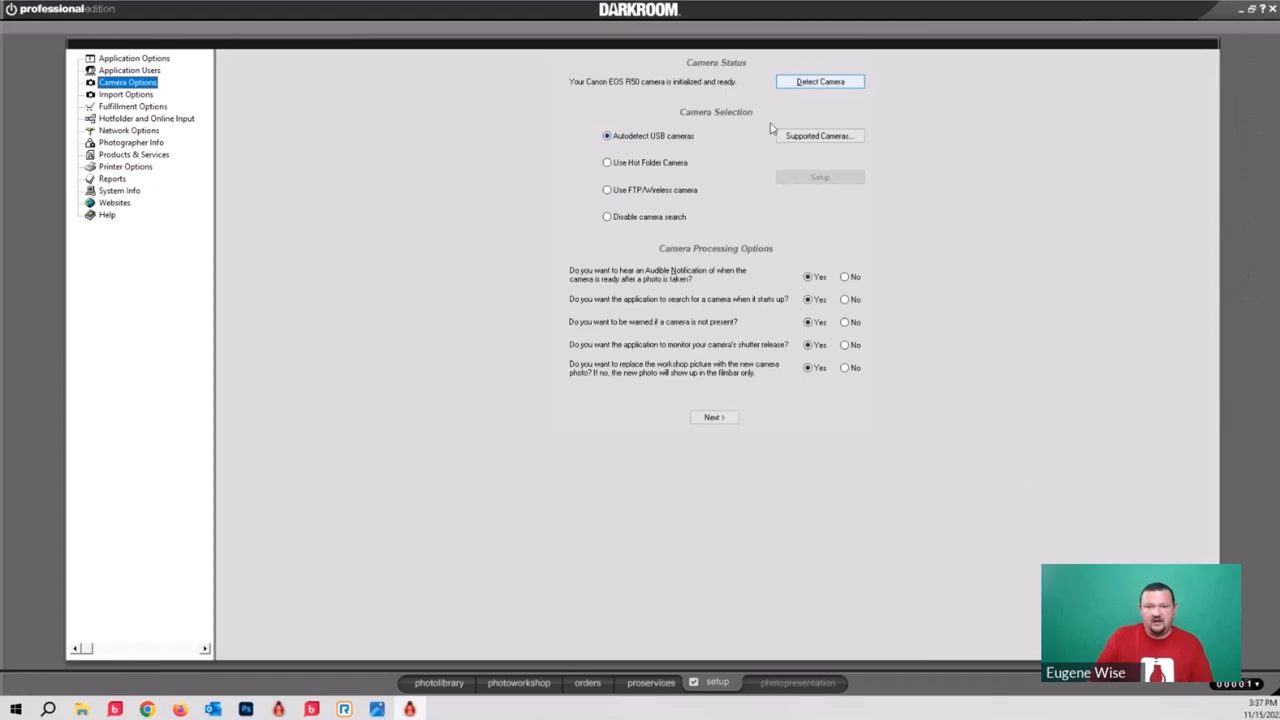 professionaledition
DARKROOM
Application Options
Application Users
Camera Options
Import Options
Fulfillment Options
Hotfolder and Online Input
Network Options
Photographer Info
Products & Services
Printer Options
Reports
System Info
Websites
Help
Camera Status
Your Canon EOS R50 camera is initialized and ready.
Detect Camera
Camera Selection
Autodetect USB cameras
Supported Cameras...
Use Hot Folder Camera
Setup
Use FTP/Wireless camera
Disable camera search
Camera Processing Options
Do you want to hear an Audible Notification of when the
camera is ready after a photo is taken?
Yes No
Do you want the application to search for a camera when it starts up?
Yes No
Do you want to be warned if a camera is not present?
Yes No
Do you want the application to monitor your camera's shutter release?
Yes No
Do you want to replace the workshop picture with the new camera
photo? If no, the new photo will show up in the filmbar only.
Yes No
Next >
Eugene Wise
photolibrary photoworkshop orders proservices setup photopresentation
00001
3:37 PM